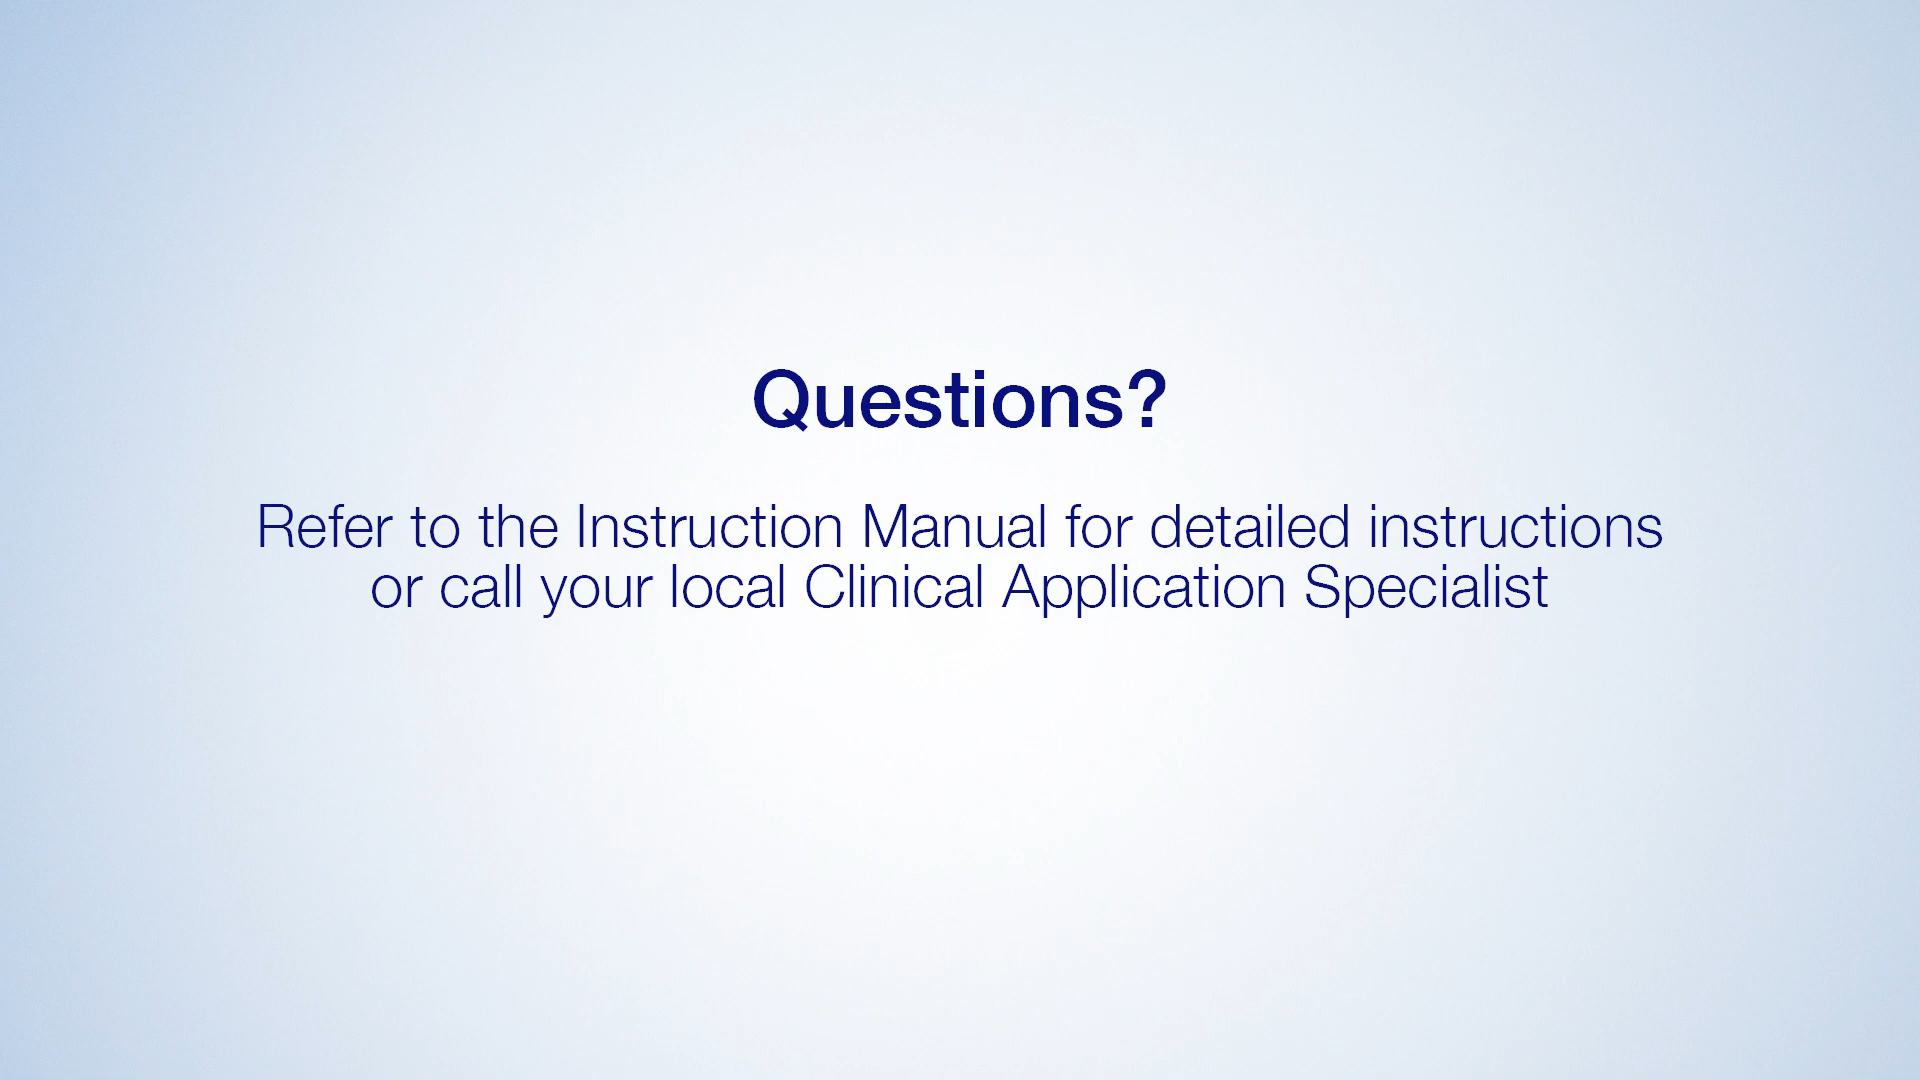 Questions?
Refer to the Instruction Manual for detailed instructions
or call your local Clinical Application Specialist